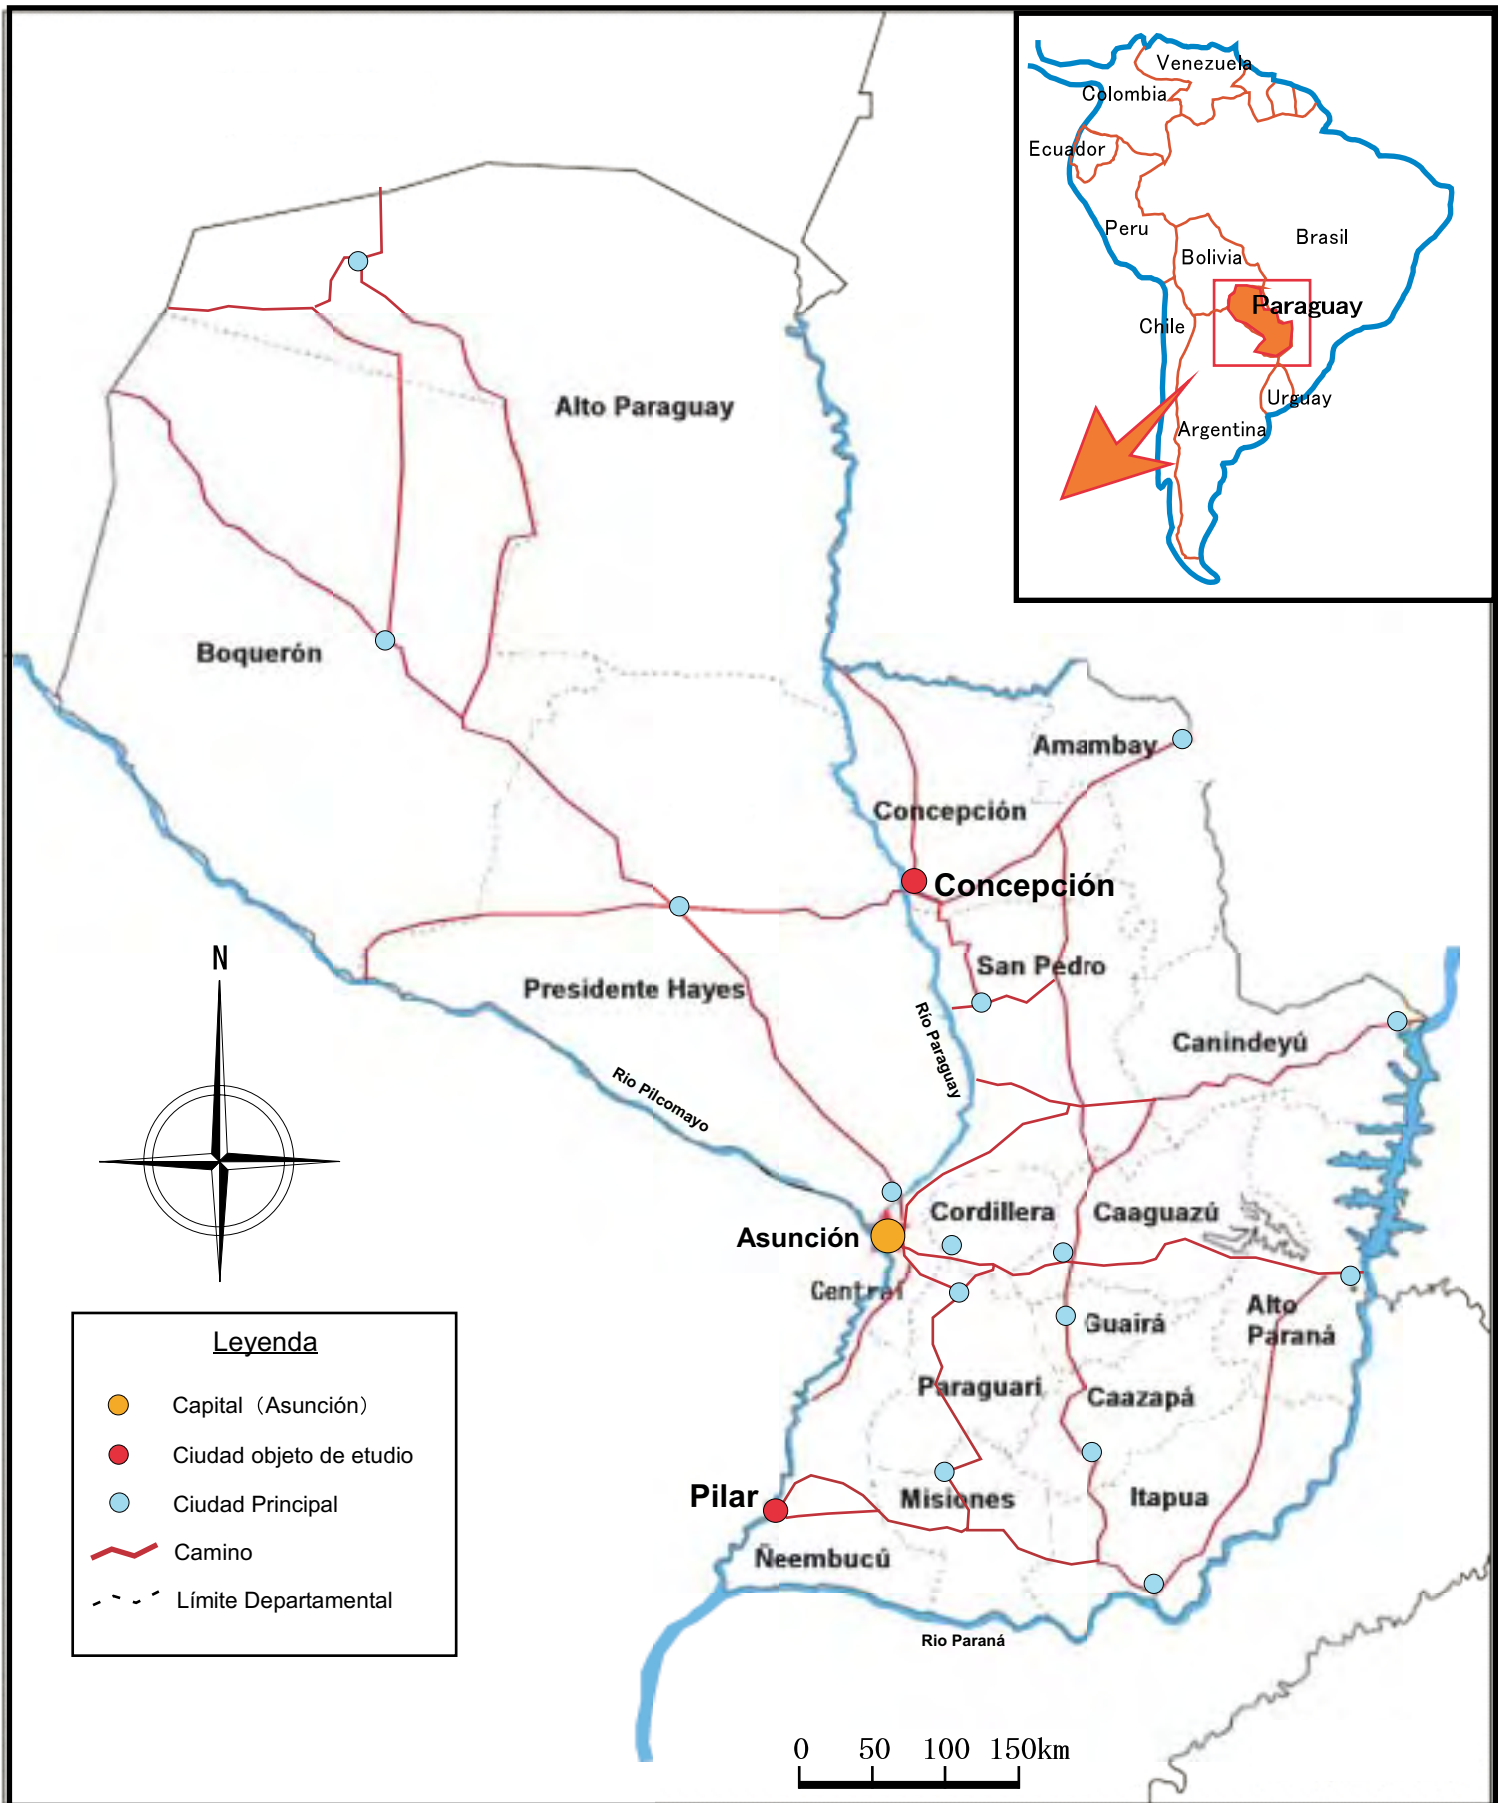 Venezuela
Colombia
Ecuador
Peru
Brasil
Bolivia
Paraguay
Chile
Urguay
Argentina
Alto Paraguay
Boquerón
Amambay
Concepción
Concepción
San Pedro
Presidente Hayes
Río Paraguay
Canindeyú
Rio Pilcomayo
N
Cordillera
Caaguazú
Asunción
Central
Guairá
Alto
Paraná
Paraguari
Caazapá
Pilar
Misiones
Itapua
Ñeembucú
Rio Paraná
Leyenda
Capital（Asunción）
Ciudad objeto de etudio
Ciudad Principal
Camino
Límite Departamental
0 50 100 150km